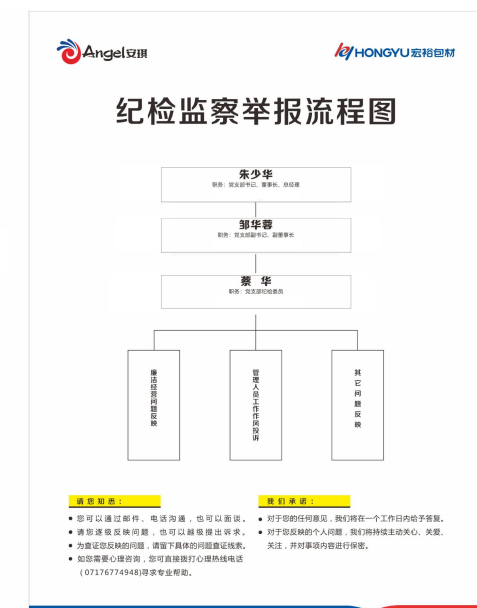 Angel安琪
HONGYU宏裕包材
纪检监察举报流程图
朱少华
职务：党支部书记、董事长、总经理
邹华蓉
职务：党支部副书记、副董事长
蔡 华
职务：党支部纪检委员
廉洁经营问题反映
管理人员工作作风投诉
其它问题反映
请您知悉：
● 您可以通过邮件、电话沟通，也可以面谈。
● 请您逐级反映问题，也可以越级提出诉求。
● 为查证您反映的问题，请留下具体的问题查证线索。
● 如您需要心理咨询，您可直接拨打心理热线电话
（07176774948)寻求专业帮助。
我们承诺：
● 对于您的任何意见，我们将在一个工作日内给予答复。
● 对于您反映的个人问题，我们将持续主动关心、关爱、
关注，并对事项内容进行保密。